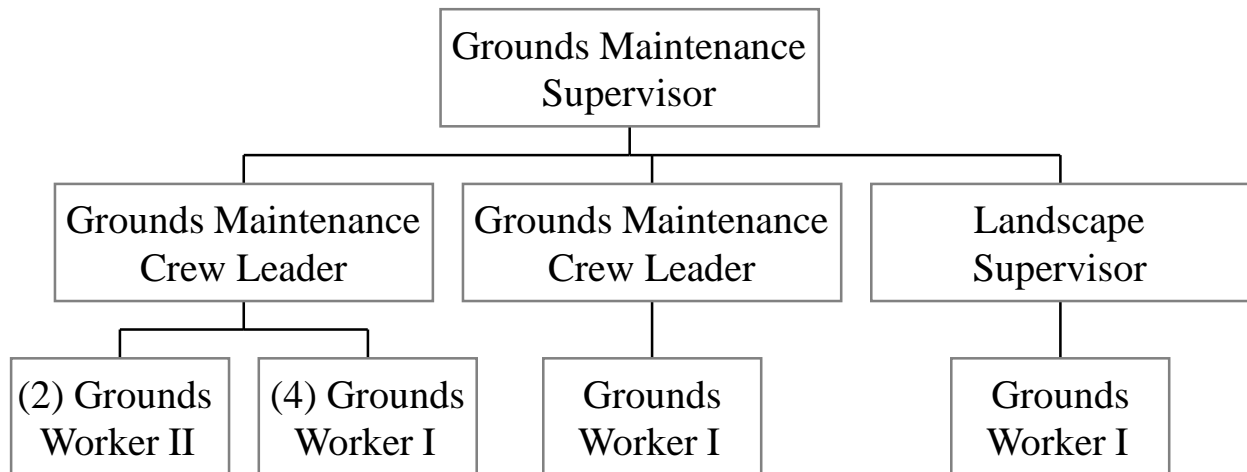 Grounds Maintenance
Supervisor
Grounds Maintenance
Crew Leader
Grounds Maintenance
Crew Leader
Landscape
Supervisor
(2) Grounds
Worker II
(4) Grounds
Worker I
Grounds
Worker I
Grounds
Worker I